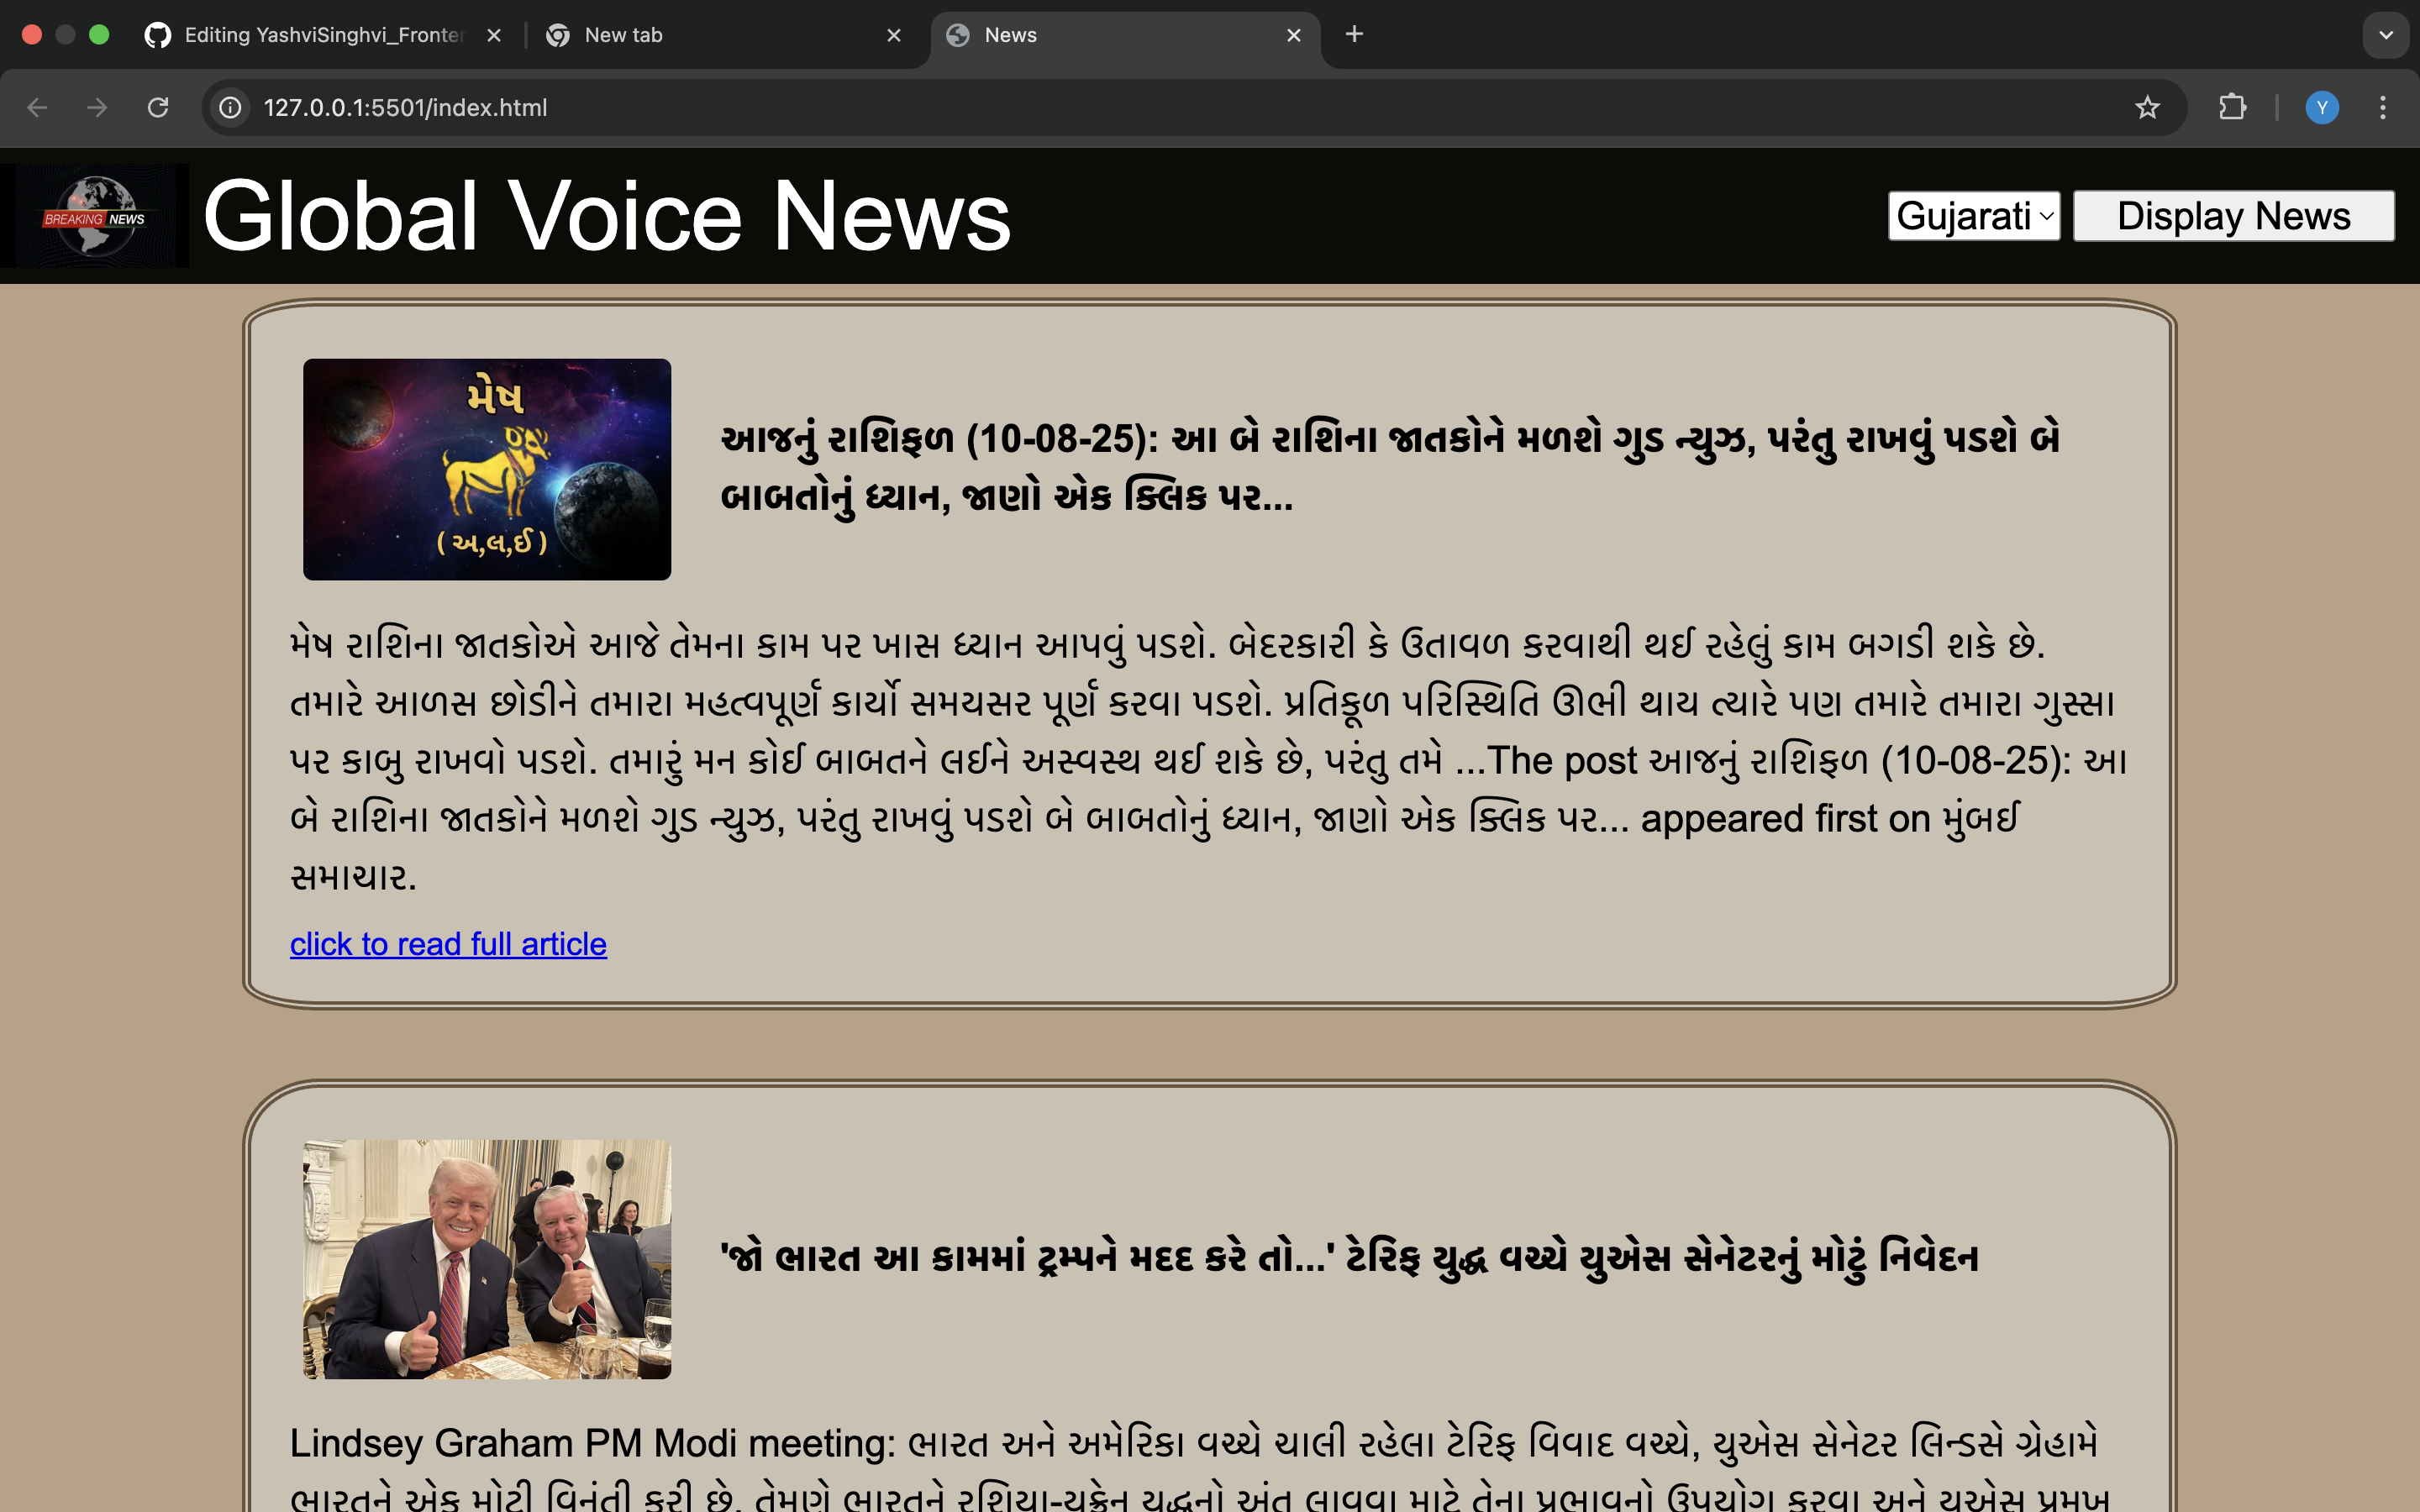 Editing YashviSinghvi_Fronter
New tab
News
127.0.0.1:5501/index.html
Y
BREAKING NEWS
Global Voice News
Gujarati
Display News
મેષ
( અ,લ,ઈ )
આજનું રાશિફળ (10-08-25): આ બે રાશિના જાતકોને મળશે ગુડ ન્યુઝ, પરંતુ રાખવું પડશે બે
બાબતોનું ધ્યાન, જાણો એક ક્લિક પર...
મેષ રાશિના જાતકોએ આજે તેમના કામ પર ખાસ ધ્યાન આપવું પડશે. બેદરકારી કે ઉતાવળ કરવાથી થઈ રહેલું કામ બગડી શકે છે.
તમારે આળસ છોડીને તમારા મહત્વપૂર્ણ કાર્યો સમયસર પૂર્ણ કરવા પડશે. પ્રતિકૂળ પરિસ્થિતિ ઊભી થાય ત્યારે પણ તમારે તમારા ગુસ્સા
પર કાબુ રાખવો પડશે. તમારું મન કોઈ બાબતને લઈને અસ્વસ્થ થઈ શકે છે, પરંતુ તમે ...The post આજનું રાશિફળ (10-08-25): આ
બે રાશિના જાતકોને મળશે ગુડ ન્યુઝ, પરંતુ રાખવું પડશે બે બાબતોનું ધ્યાન, જાણો એક ક્લિક પર... appeared first on મુંબઈ
સમાચાર.
click to read full article
'જો ભારત આ કામમાં ટ્રમ્પને મદદ કરે તો...' ટેરિફ યુદ્ધ વચ્ચે યુએસ સેનેટરનું મોટું નિવેદન
Lindsey Graham PM Modi meeting: ભારત અને અમેરિકા વચ્ચે ચાલી રહેલા ટેરિફ વિવાદ વચ્ચે, યુએસ સેનેટર લિન્ડસે ગ્રેહામે
ભારતને એક મોટી વિનંતી કરી છે. તેમણે ભારતને રશિયા-યુક્રેન યુદ્ધનો અંત લાવવા માટે તેના પ્રભાવનો ઉપયોગ કરવા અને યુએસ પ્રમુખ